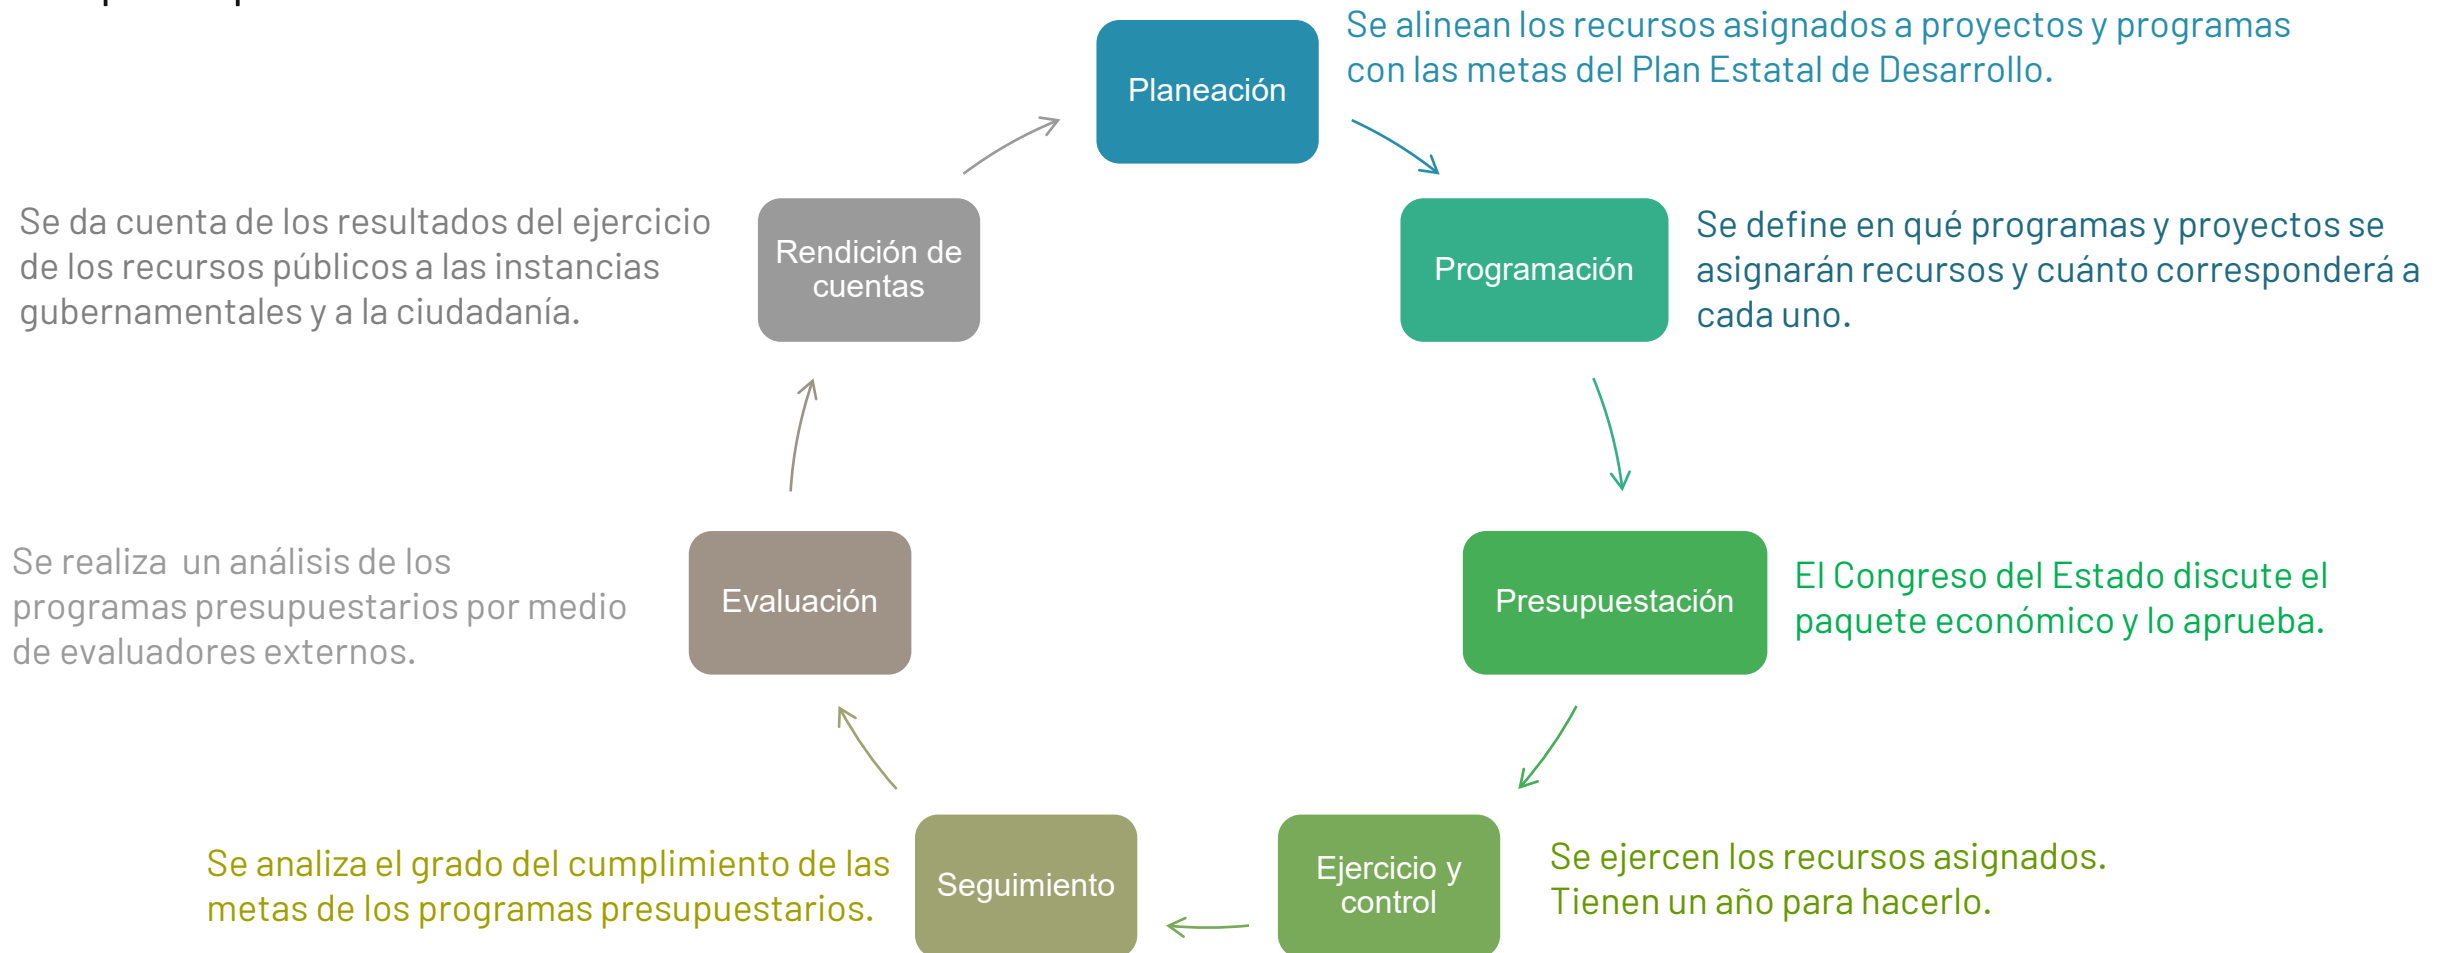 Planeación
Se alinean los recursos asignados a proyectos y programas
con las metas del Plan Estatal de Desarrollo.
Programación
Se define en qué programas y proyectos se
asignarán recursos y cuánto corresponderá a
cada uno.
Presupuestación
El Congreso del Estado discute el
paquete económico y lo aprueba.
Ejercicio y
control
Se ejercen los recursos asignados.
Tienen un año para hacerlo.
Seguimiento
Se analiza el grado del cumplimiento de las
metas de los programas presupuestarios.
Evaluación
Se realiza  un análisis de los
programas presupuestarios por medio
de evaluadores externos.
Rendición de
cuentas
Se da cuenta de los resultados del ejercicio
de los recursos públicos a las instancias
gubernamentales y a la ciudadanía.